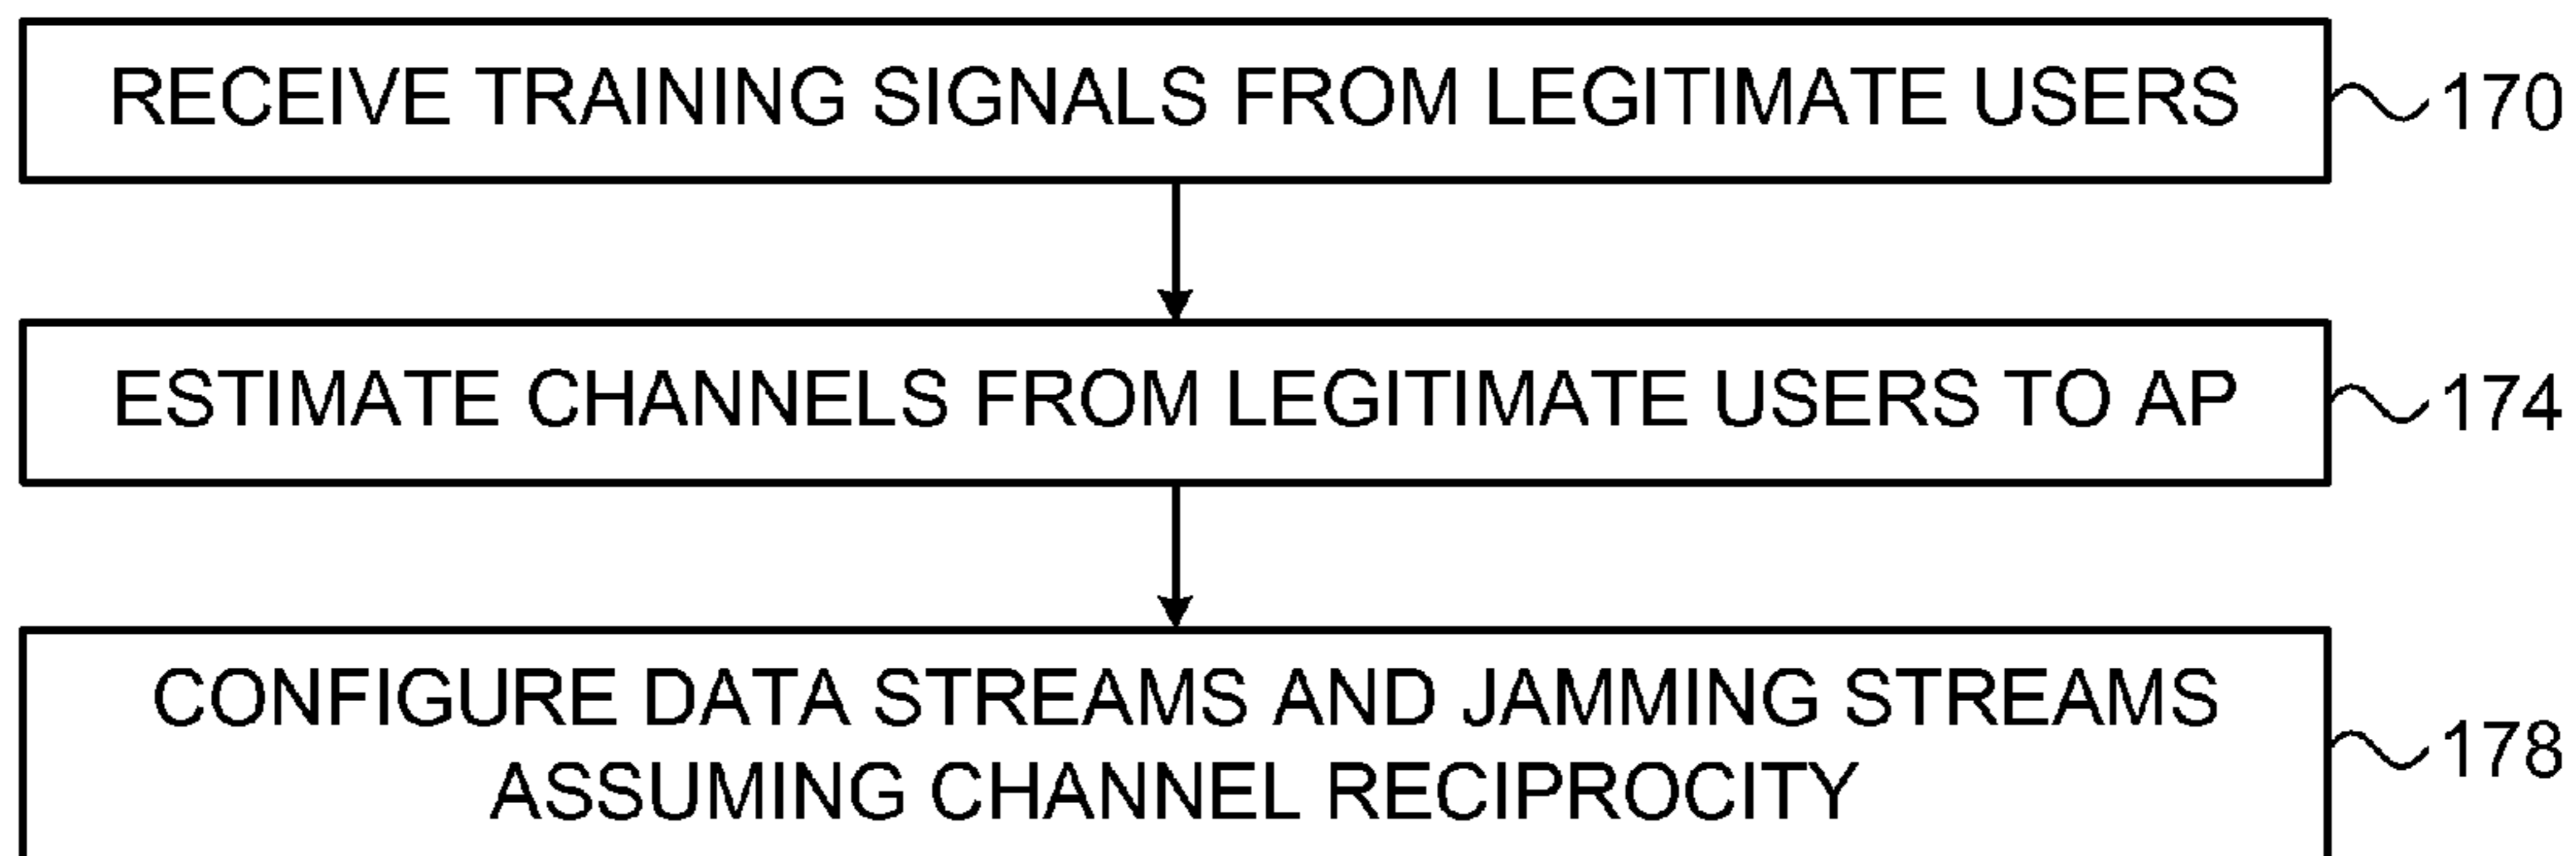 RECEIVE TRAINING SIGNALS FROM LEGITIMATE USERS 170
ESTIMATE CHANNELS FROM LEGITIMATE USERS TO AP 174
CONFIGURE DATA STREAMS AND JAMMING STREAMS
ASSUMING CHANNEL RECIPROCITY 178